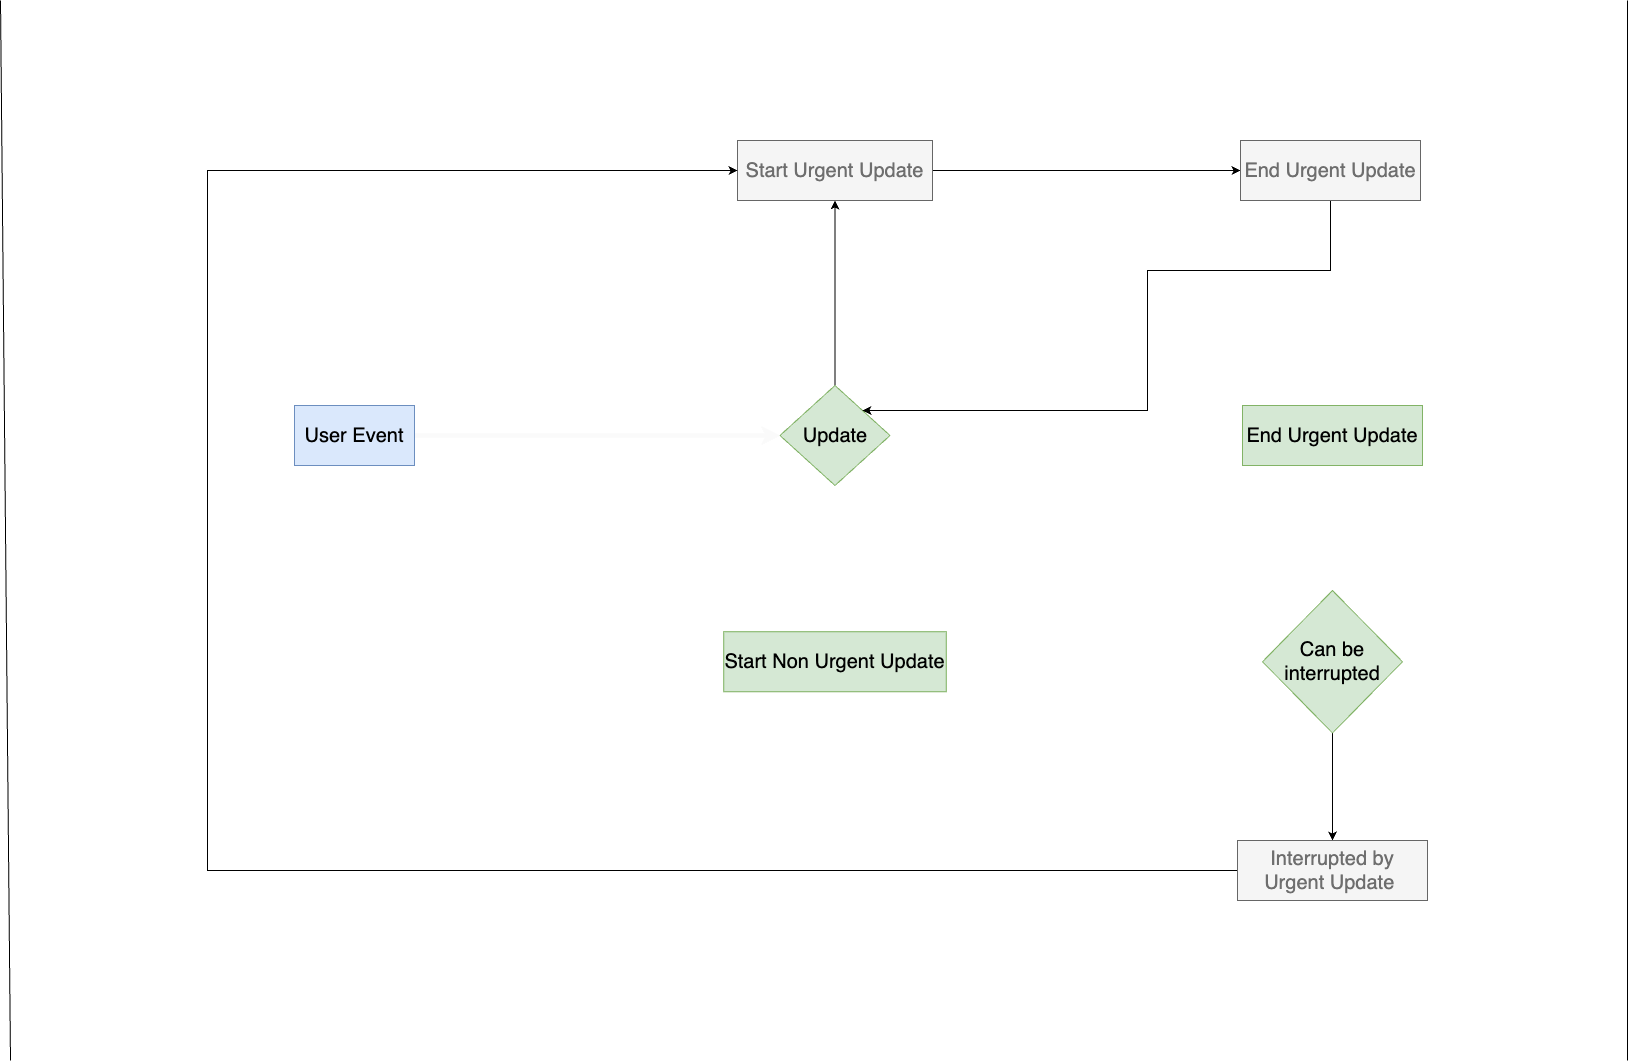 Start Urgent Update
End Urgent Update
User Event
Update
End Urgent Update
Start Non Urgent Update
Can be
interrupted
Interrupted by
Urgent Update